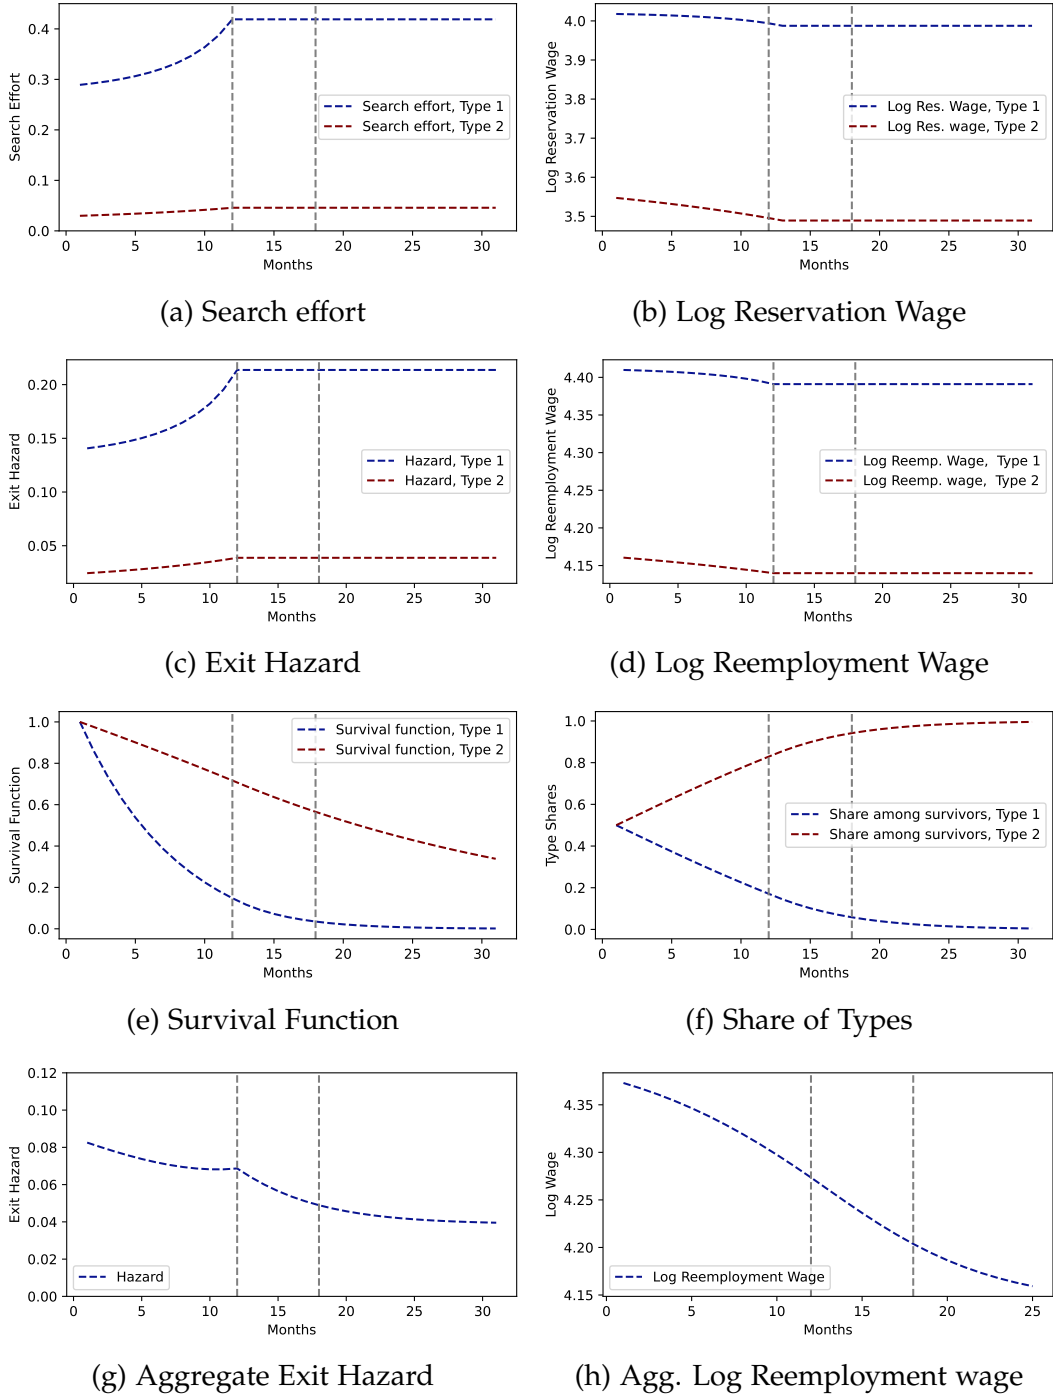 0.4
0.3
0.2
0.1
0.0
Search Effort
Search effort, Type 1
Search effort, Type 2
0 5 10 15 20 25 30
Months
(a) Search effort
4.0
3.9
3.8
3.7
3.6
3.5
Log Reservation Wage
Log Res. Wage, Type 1
Log Res. wage, Type 2
0 5 10 15 20 25 30
Months
(b) Log Reservation Wage
0.20
0.15
0.10
0.05
Exit Hazard
Hazard, Type 1
Hazard, Type 2
0 5 10 15 20 25 30
Months
(c) Exit Hazard
4.40
4.35
4.30
4.25
4.20
4.15
Log Reemployment Wage
Log Reemp. Wage, Type 1
Log Reemp. wage, Type 2
0 5 10 15 20 25 30
Months
(d) Log Reemployment Wage
1.0
0.8
0.6
0.4
0.2
0.0
Survival Function
Survival function, Type 1
Survival function, Type 2
0 5 10 15 20 25 30
Months
(e) Survival Function
1.0
0.8
0.6
0.4
0.2
0.0
Type Shares
Share among survivors, Type 1
Share among survivors, Type 2
0 5 10 15 20 25 30
Months
(f) Share of Types
0.12
0.10
0.08
0.06
0.04
0.02
0.00
Exit Hazard
Hazard
0 5 10 15 20 25 30
Months
(g) Aggregate Exit Hazard
4.35
4.30
4.25
4.20
4.15
Log Wage
Log Reemployment Wage
0 5 10 15 20 25
Months
(h) Agg. Log Reemployment wage